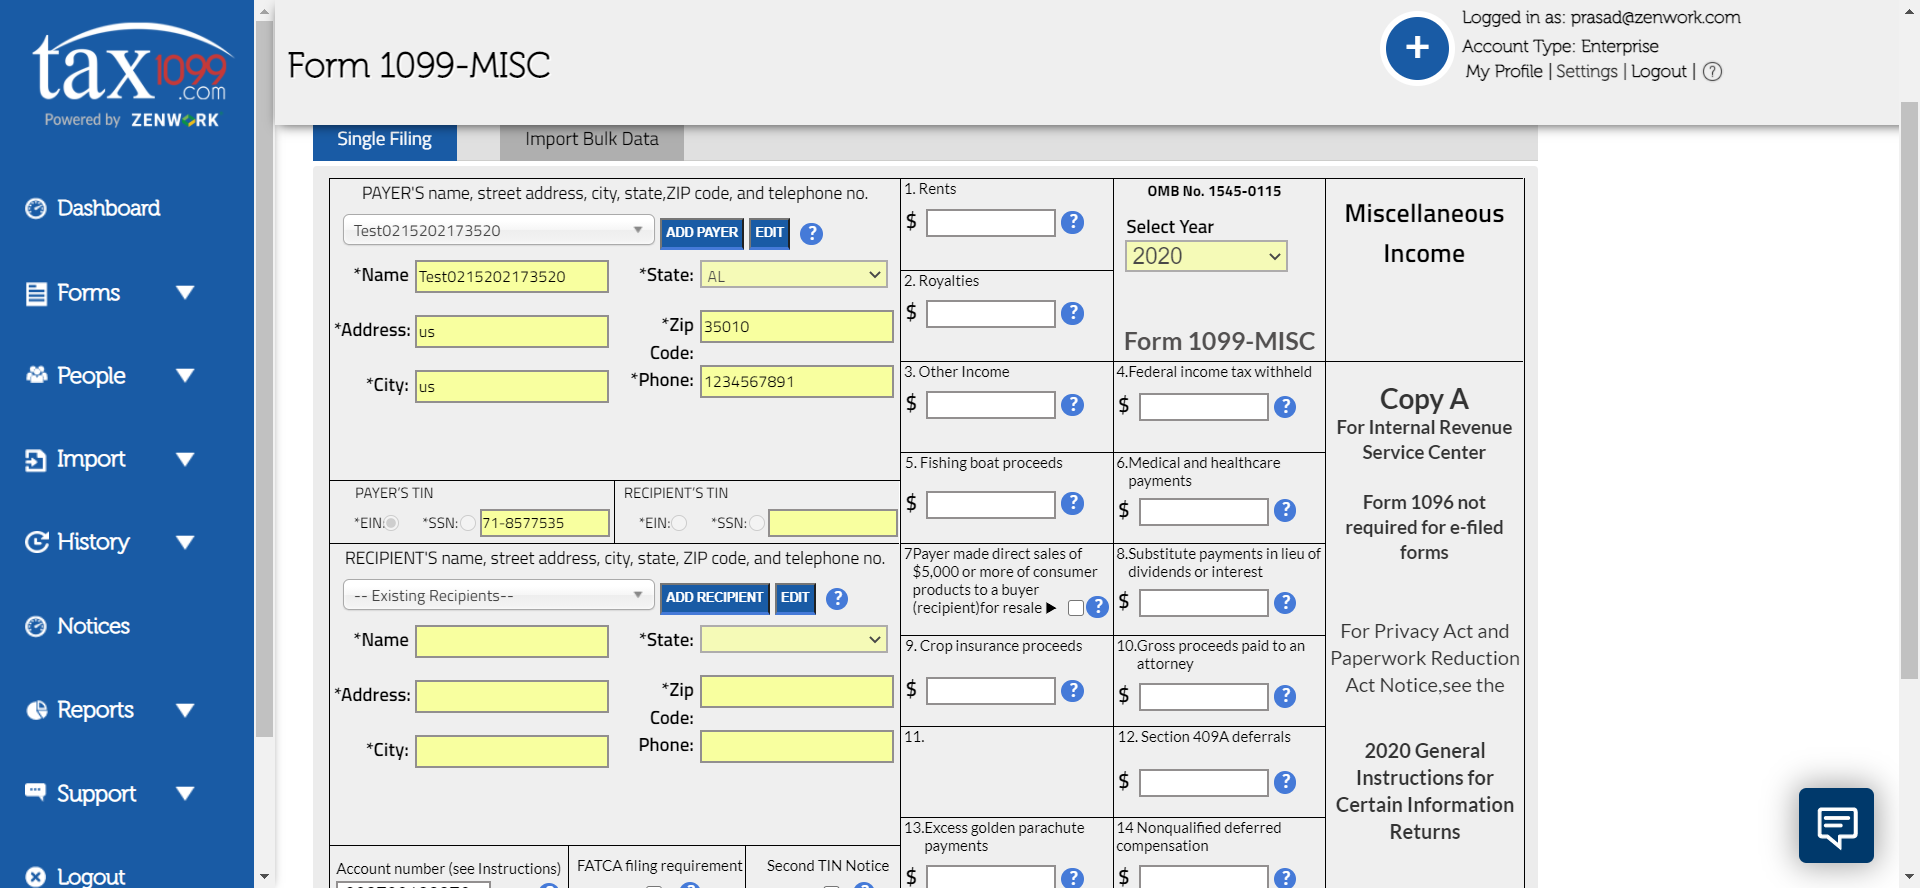 tax1099
.com
Powered by ZENWORK
Dashboard
Forms
People
Import
History
Notices
Reports
Support
Logout
Form 1099-MISC
Logged in as: prasad@zenwork.com
Account Type: Enterprise
My Profile | Settings | Logout | ?
Single Filing
Import Bulk Data
PAYER'S name, street address, city, state,ZIP code, and telephone no.
Test0215202173520
ADD PAYER
EDIT
?
*Name
Test0215202173520
*State:
AL
*Address:
us
*Zip
Code:
35010
*City:
us
*Phone:
1234567891
PAYER'S TIN
*EIN:
*SSN:
71-8577535
RECIPIENT'S TIN
*EIN:
*SSN:
RECIPIENT'S name, street address, city, state, ZIP code, and telephone no.
-- Existing Recipients--
ADD RECIPIENT
EDIT
?
*Name
*State:
*Address:
*Zip
Code:
*City:
Phone:
Account number (see Instructions)
FATCA filing requirement
Second TIN Notice
1. Rents
$
?
2. Royalties
$
?
3. Other Income
$
?
4.Federal income tax withheld
$
?
5. Fishing boat proceeds
$
?
6.Medical and healthcare
payments
$
?
7Payer made direct sales of
$5,000 or more of consumer
products to a buyer
(recipient)for resale
?
8.Substitute payments in lieu of
dividends or interest
$
?
9. Crop insurance proceeds
$
?
10.Gross proceeds paid to an
attorney
$
?
11.
12. Section 409A deferrals
$
?
13.Excess golden parachute
payments
$
?
14 Nonqualified deferred
compensation
$
?
OMB No. 1545-0115
Select Year
2020
Form 1099-MISC
Miscellaneous
Income
Copy A
For Internal Revenue
Service Center
Form 1096 not
required for e-filed
forms
For Privacy Act and
Paperwork Reduction
Act Notice,see the
2020 General
Instructions for
Certain Information
Returns